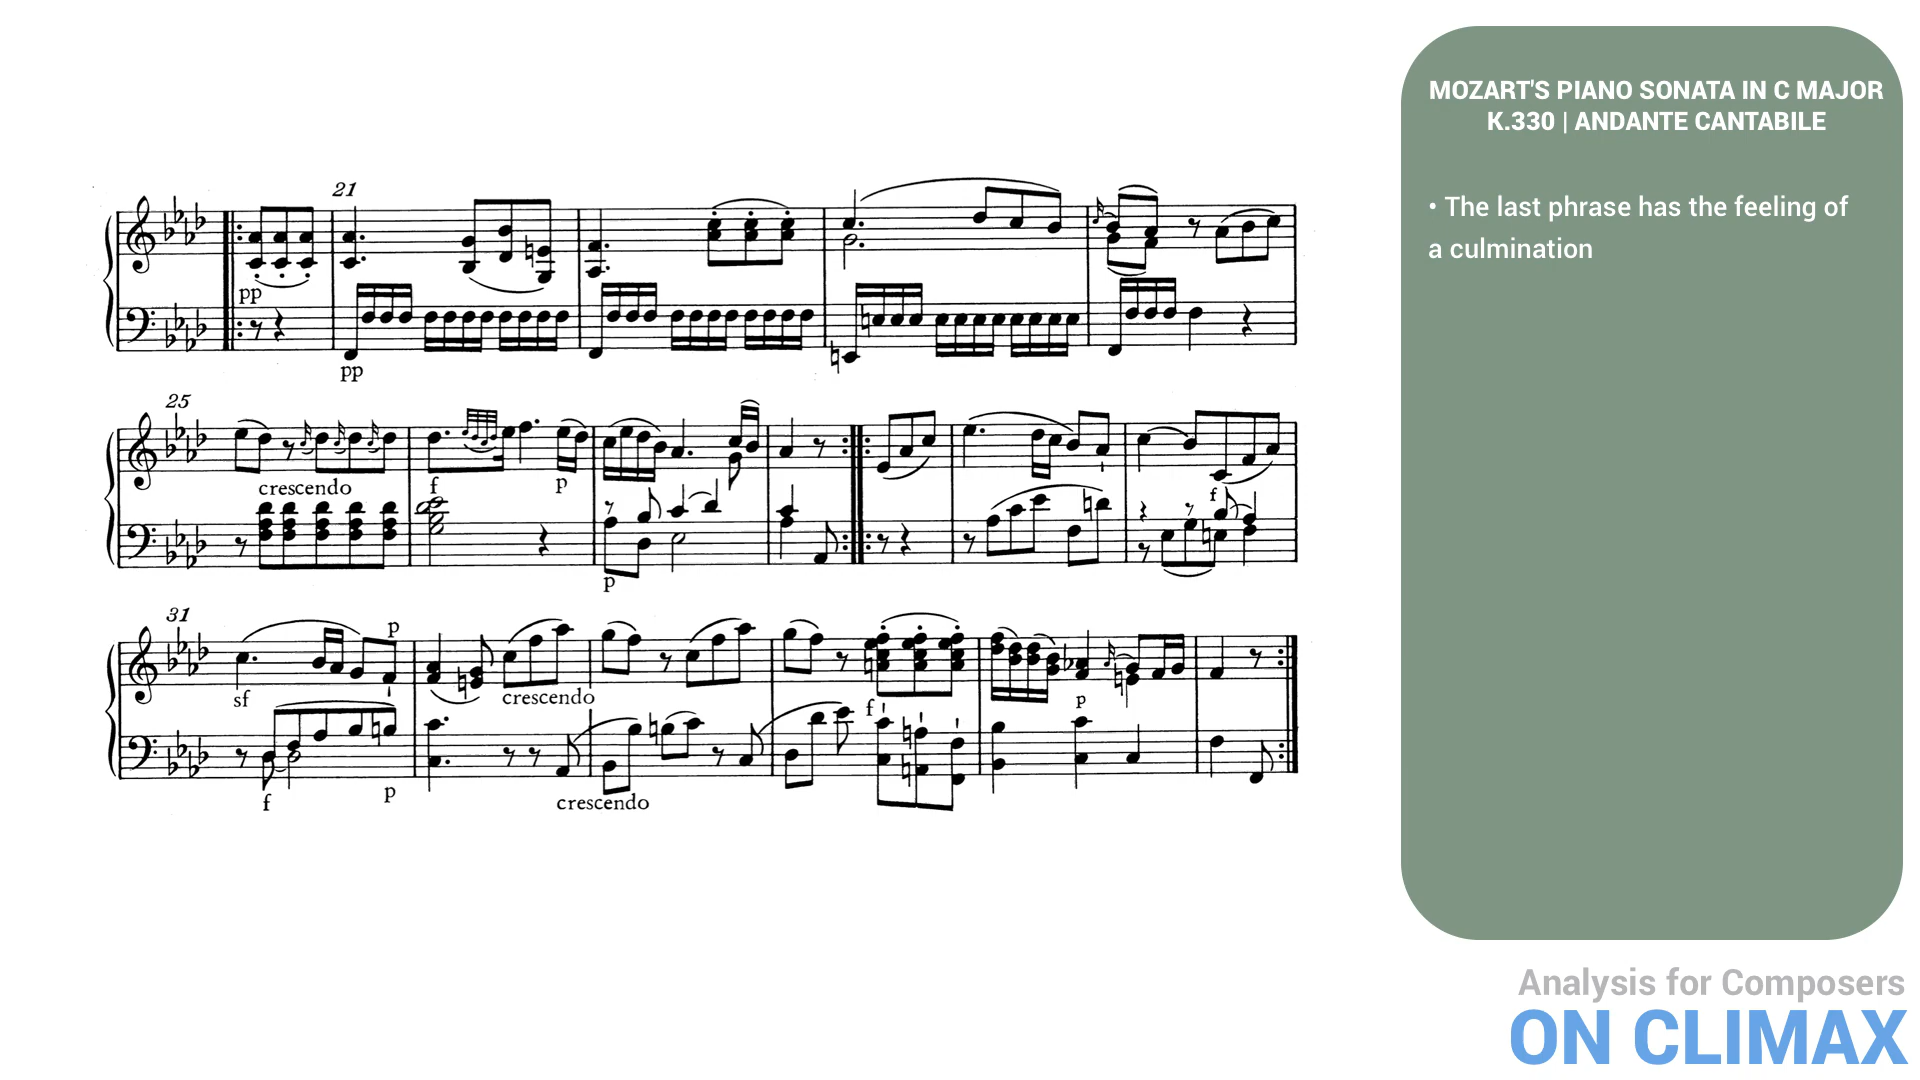 MOZART'S PIANO SONATA IN C MAJOR
K.330 | ANDANTE CANTABILE
• The last phrase has the feeling of
a culmination
21
pp
pp
25
crescendo
f
p
f
p
31
p
sf
crescendo
f
p
f
p
crescendo
Analysis for Composers
ON CLIMAX